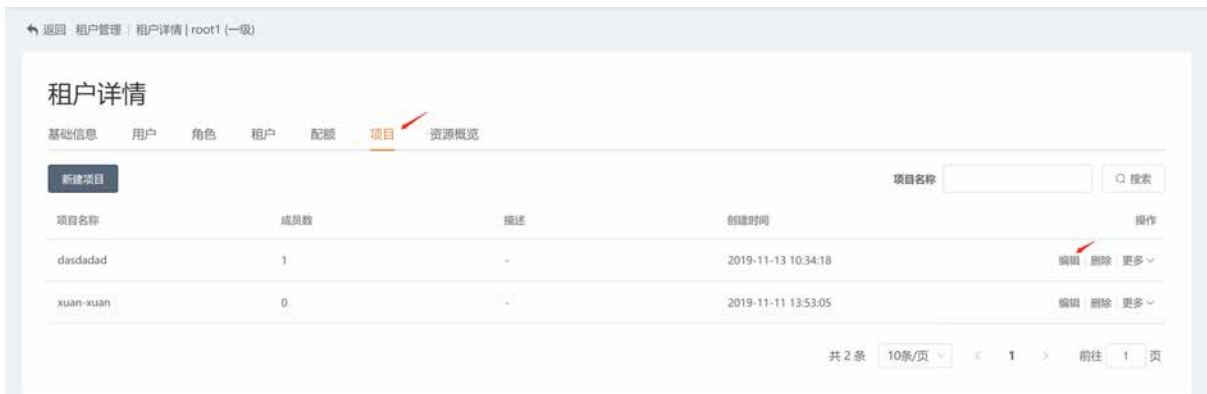 返回 租户管理 | 租户详情 | root1 (一级)
租户详情
基础信息 用户 角色 租户 配额 项目 资源概览
新建项目 项目名称 搜索
项目名称 成员数 描述 创建时间 操作
dasdadad 1 - 2019-11-13 10:34:18 编辑 删除 更多
xuan-xuan 0 - 2019-11-11 13:53:05 编辑 删除 更多
共 2 条 10条/页 < 1 > 前往 1 页